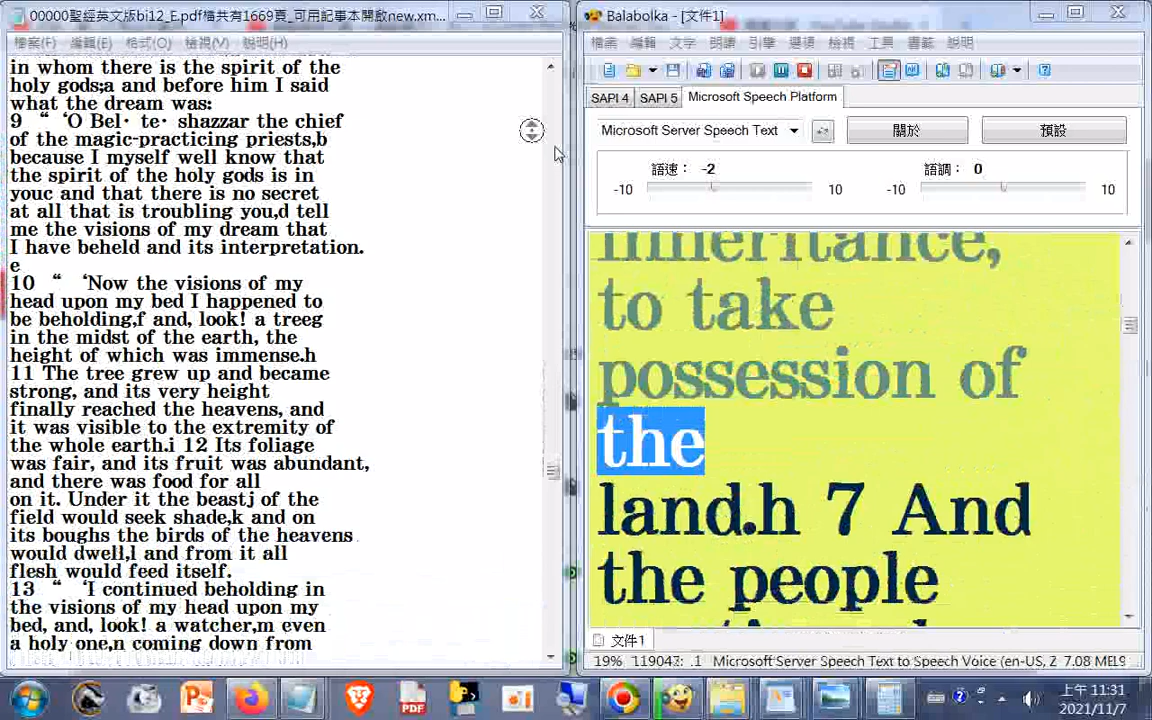 00000聖經英文版bi12_E.pdf檔共有1669頁_可用記事本開啟new.xm...
檔案(F) 編輯(E) 格式(O) 檢視(V) 說明(H)
in whom there is the spirit of the
holy gods;a and before him I said
what the dream was:
9 “ ‘O Bel· te· shazzar the chief
of the magic-practicing priests,b
because I myself well know that
the spirit of the holy gods is in
youc and that there is no secret
at all that is troubling you,d tell
me the visions of my dream that
I have beheld and its interpretation.
e
10 “ ‘Now the visions of my
head upon my bed I happened to
be beholding,f and, look! a treeg
in the midst of the earth, the
height of which was immense.h
11 The tree grew up and became
strong, and its very height
finally reached the heavens, and
it was visible to the extremity of
the whole earth.i 12 Its foliage
was fair, and its fruit was abundant,
and there was food for all
on it. Under it the beastj of the
field would seek shade,k and on
its boughs the birds of the heavens
would dwell,l and from it all
flesh would feed itself.
13 “ ‘I continued beholding in
the visions of my head upon my
bed, and, look! a watcher,m even
a holy one,n coming down from
Balabolka - [文件1]
檔案 編輯 文字 朗讀 引擎 選項 檢視 工具 書籤 說明
SAPI 4 SAPI 5 Microsoft Speech Platform
Microsoft Server Speech Text 關於 預設
語速： -2 語調： 0
-10 10 -10 10
inheritance,
to take
possession of
the
land.h 7 And
the people
文件1
19% Microsoft Server Speech Text to Speech Voice (en-US, Z 7.08 МЕ
上午 11:31
2021/11/7